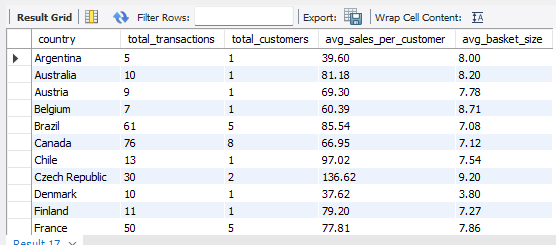 Result Grid Filter Rows: Export: Wrap Cell Content:
country total_transactions total_customers avg_sales_per_customer avg_basket_size
Argentina 5 1 39.60 8.00
Australia 10 1 81.18 8.20
Austria 9 1 69.30 7.78
Belgium 7 1 60.39 8.71
Brazil 61 5 85.54 7.08
Canada 76 8 66.95 7.12
Chile 13 1 97.02 7.54
Czech Republic 30 2 136.62 9.20
Denmark 10 1 37.62 3.80
Finland 11 1 79.20 7.27
France 50 5 77.81 7.86
Result 17